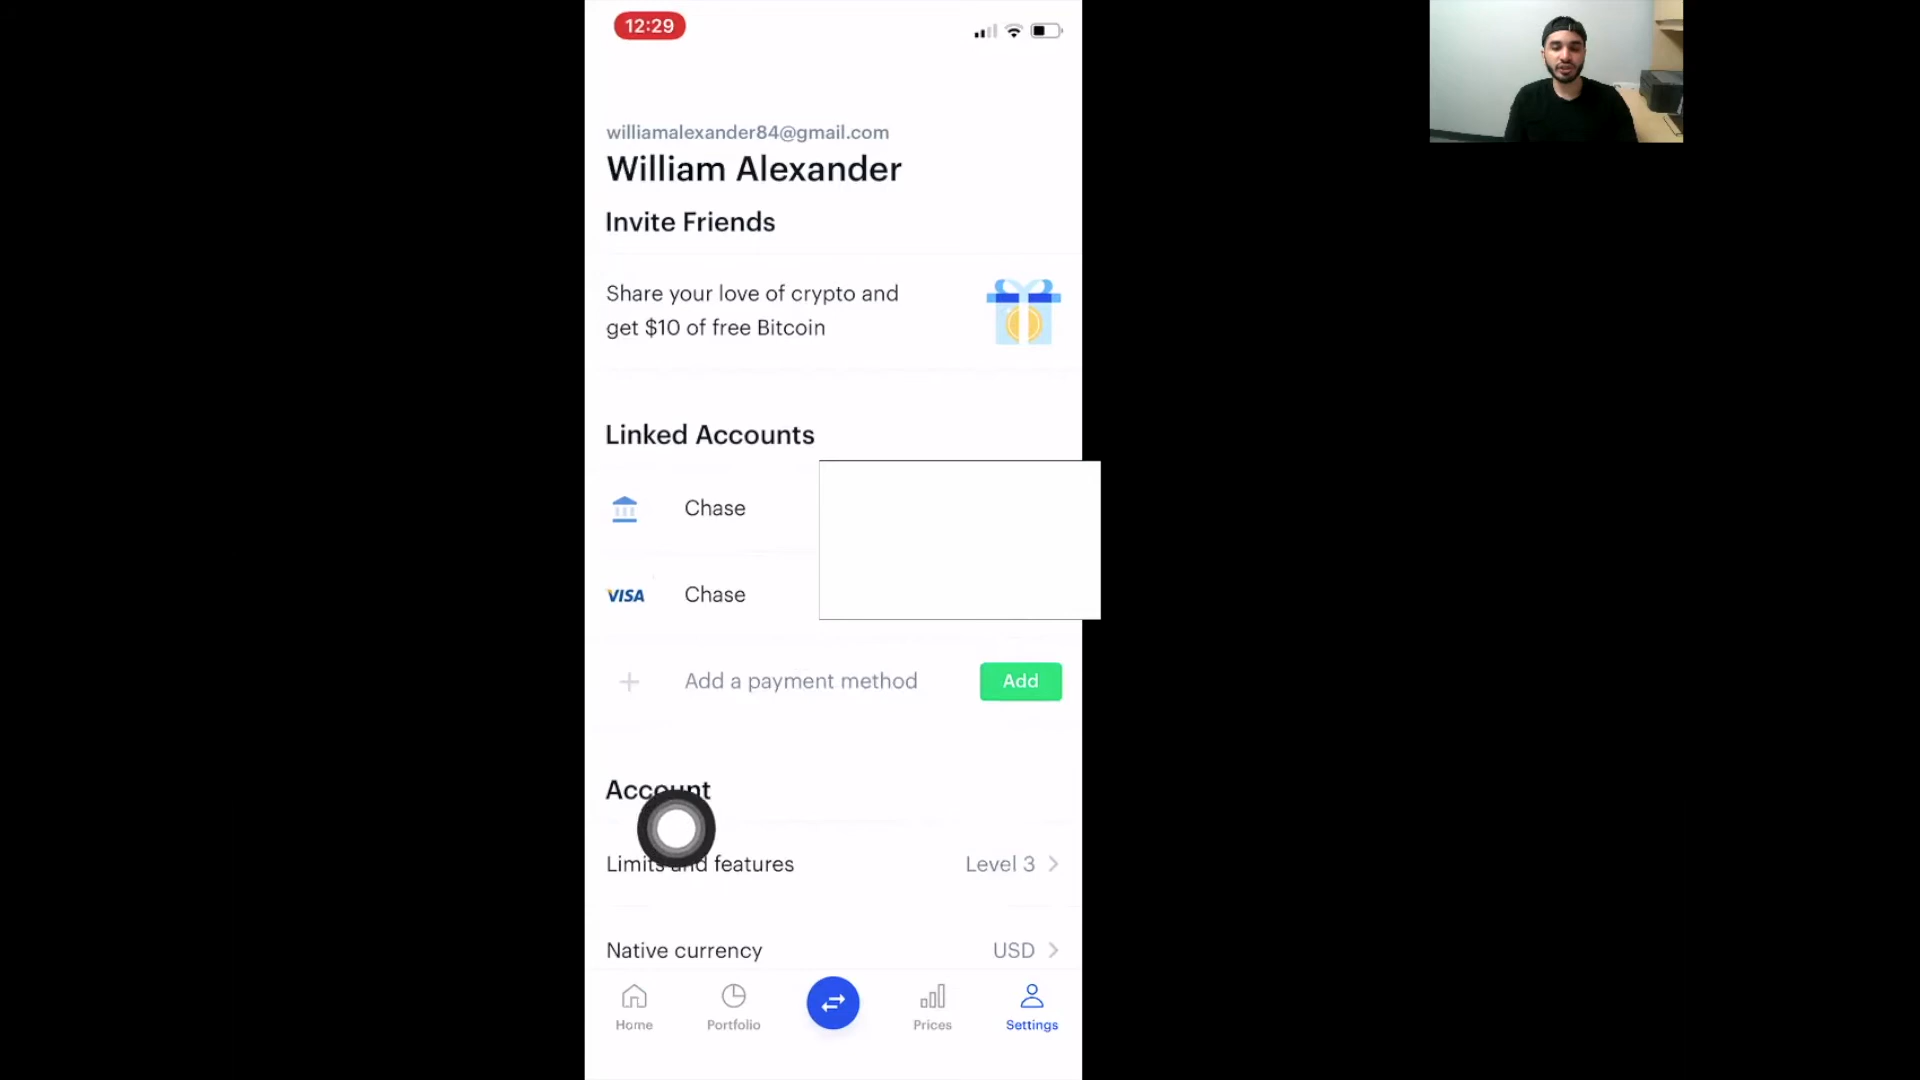 12:29
williamalexander84@gmail.com
William Alexander
Invite Friends
Share your love of crypto and
get $10 of free Bitcoin
Linked Accounts
Chase
VISA Chase
Add a payment method Add
Account
Limits and features Level 3
Native currency USD
Home Portfolio Prices Settings